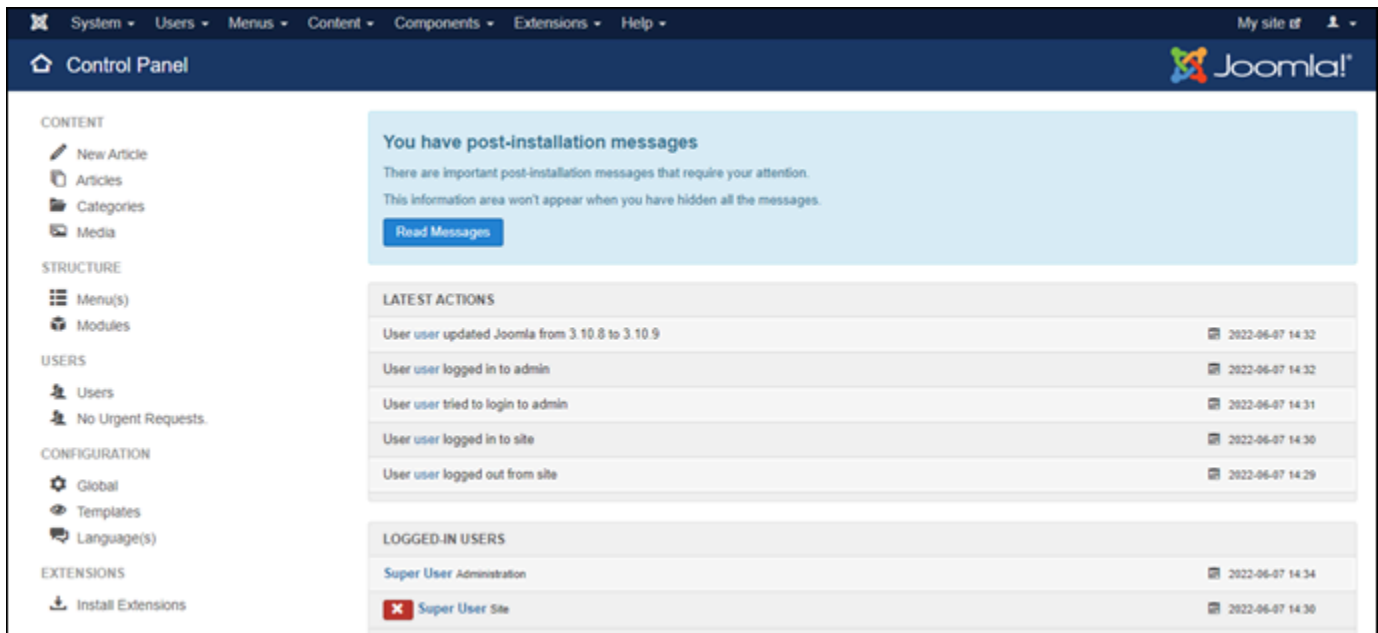 System Users Menus Content Components Extensions Help My site
Control Panel Joomla!®
CONTENT
New Article
Articles
Categories
Media
STRUCTURE
Menu(s)
Modules
USERS
Users
No Urgent Requests.
CONFIGURATION
Global
Templates
Language(s)
EXTENSIONS
Install Extensions
You have post-installation messages
There are important post-installation messages that require your attention.
This information area won't appear when you have hidden all the messages.
Read Messages
LATEST ACTIONS
User user updated Joomla from 3.10.8 to 3.10.9 2022-06-07 14:32
User user logged in to admin 2022-06-07 14:32
User user tried to login to admin 2022-06-07 14:31
User user logged in to site 2022-06-07 14:30
User user logged out from site 2022-06-07 14:29
LOGGED-IN USERS
Super User Administration 2022-06-07 14:34
Super User Site 2022-06-07 14:30